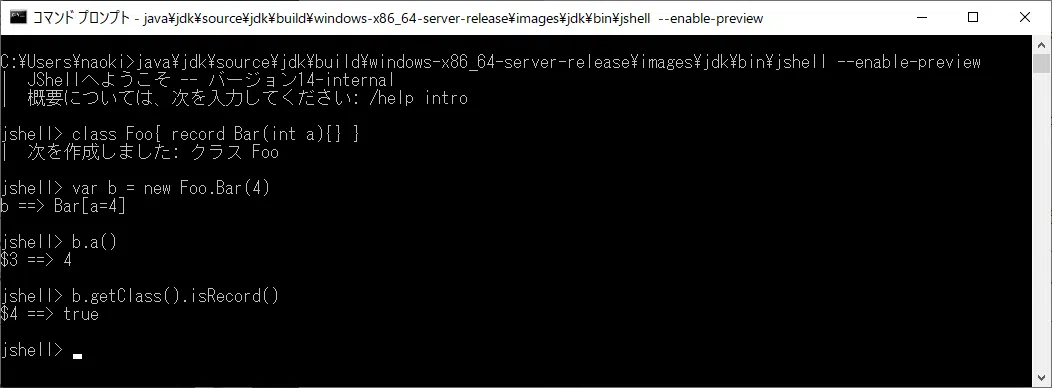 コマンド プロンプト - java¥jdk¥source¥jdk¥build¥windows-x86_64-server-release¥images¥jdk¥bin¥jshell --enable-preview
C:¥Users¥naoki>java¥jdk¥source¥jdk¥build¥windows-x86_64-server-release¥images¥jdk¥bin¥jshell --enable-preview
|  JShellへようこそ -- バージョン14-internal
|  概要については、次を入力してください: /help intro
jshell> class Foo{ record Bar(int a){} }
|  次を作成しました: クラス Foo
jshell> var b = new Foo.Bar(4)
b ==> Bar[a=4]
jshell> b.a()
$3 ==> 4
jshell> b.getClass().isRecord()
$4 ==> true
jshell>